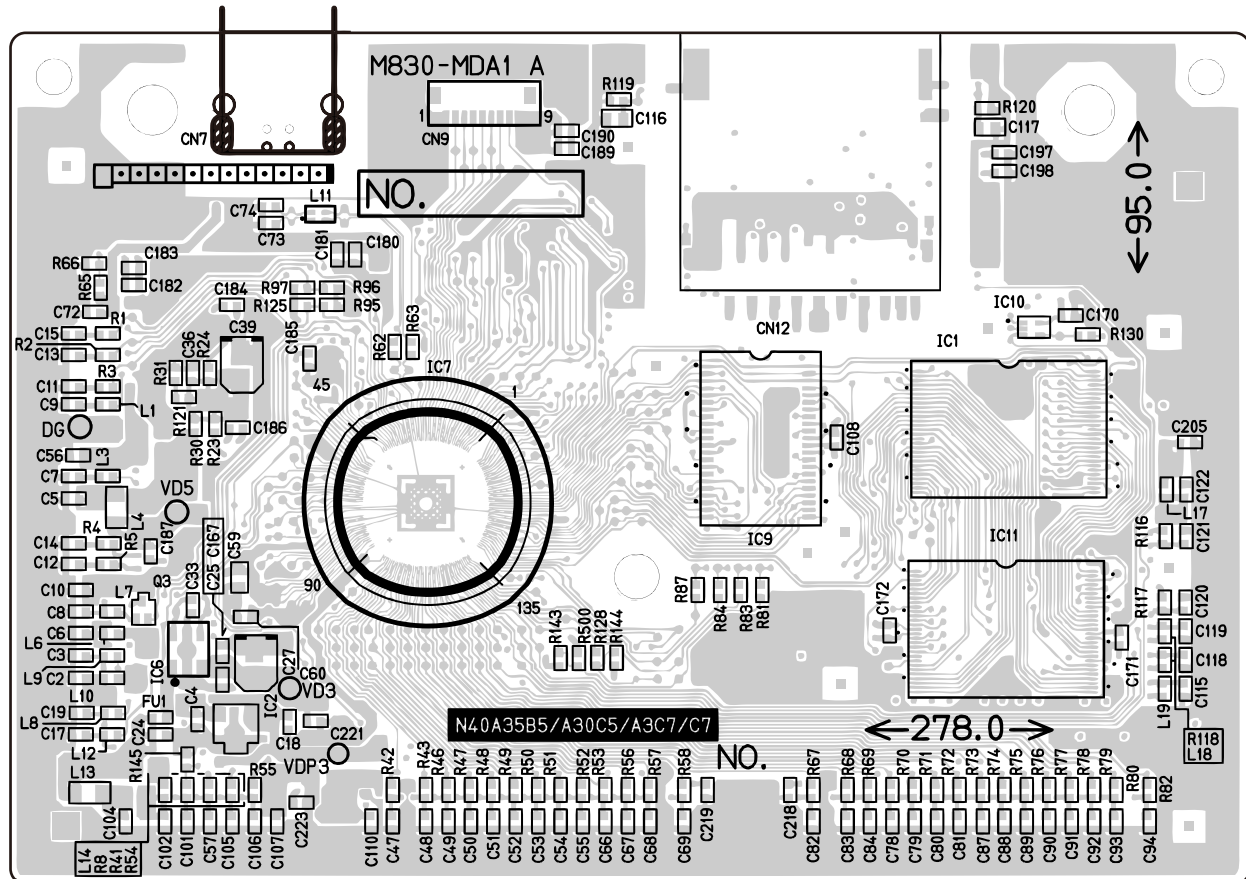 M830-MDA1 A
R119
C116
1
9
CN9
CN7
C190
C189
R120
C117
C197
C198
←95.0→
NO.
C74
C73
L11
C181
C180
R66
R65
C183
C182
C72
C184
R97
R96
R125
R95
R1
C15
R2
C13
C39
C36
R24
R31
C185
R62
R63
IC10
C170
R130
CN12
IC1
R3
C11
C9
L1
DG
R121
R30
R23
C186
45
IC7
1
C108
C205
C56
L3
C7
C5
L4
VD5
C122
L17
IC9
IC11
R116
C121
R4
C14
C12
R5
C187
C167
C25
C59
C10
L7
Q3
C33
C8
90
135
R87
R84
R83
R81
C172
R117
C120
C6
L6
C3
L9
C2
IC6
C27
C60
VD3
R143
R500
R128
R144
C119
C171
C118
C115
L10
C19
L8
C17
L12
FU1
C4
C24
IC2
C18
C221
VDP3
N40A35B5/A30C5/A3C7/C7
←278.0→
L19
R118
L18
NO.
R145
L13
R55
R42
R43
R46
R47
R48
R49
R50
R51
R52
R53
R56
R57
R58
R67
R68
R69
R70
R71
R72
R73
R74
R75
R76
R77
R78
R79
R80
R82
C104
C102
C101
C57
C105
C106
C107
C223
C110
C47
C48
C49
C50
C51
C52
C53
C54
C55
C66
C67
C68
C69
C219
C218
C82
C83
C84
C78
C79
C80
C81
C87
C88
C89
C90
C91
C92
C93
C94
L14
R8
R41
R54